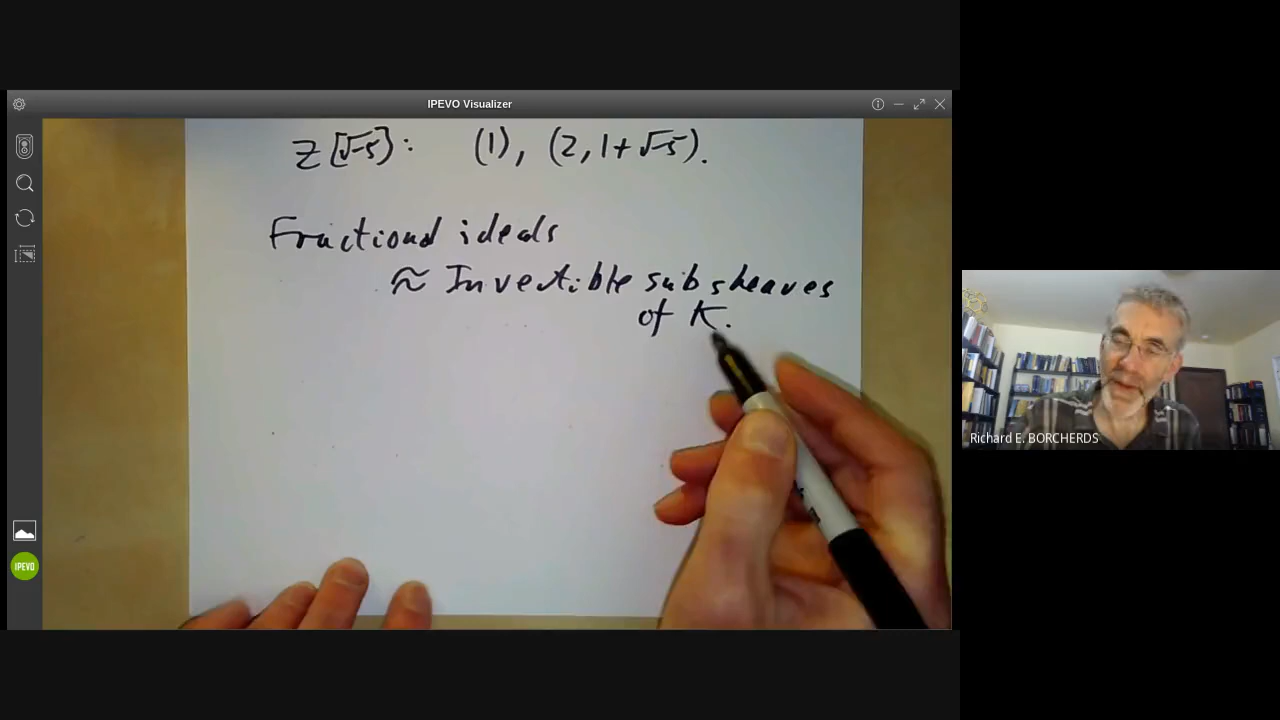 IPEVO Visualizer
Z[√-5]: (1), (2, 1+√-5).
Fractional ideals
≈ Invertible subsheaves
of K.
Richard E. BORCHERDS
IPEVO